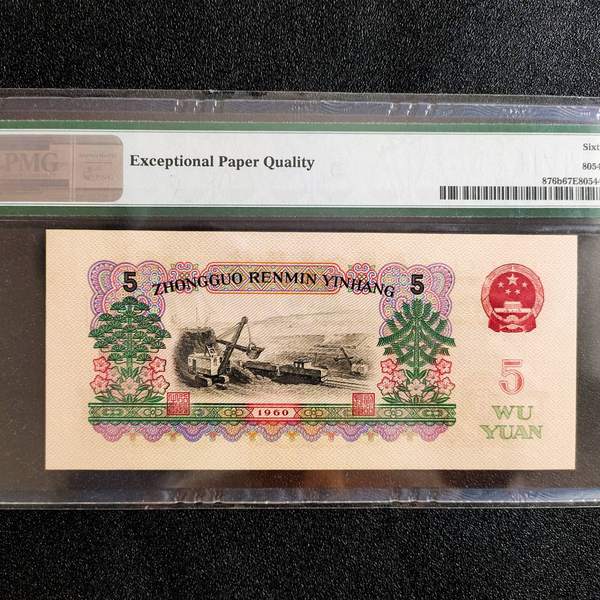 PMG
Exceptional Paper Quality
Sixt
8054
876b67E8054
5
ZHONGGUO RENMIN YINHANG
5
1960
5
WU
YUAN